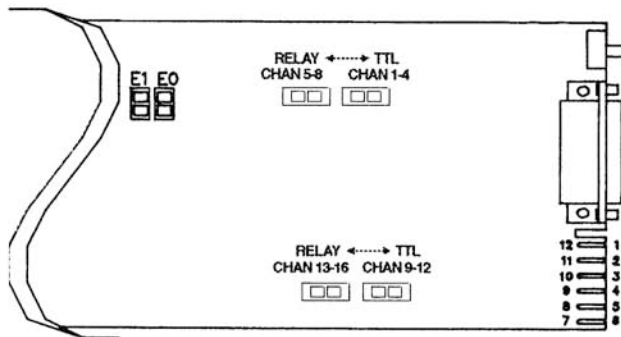 RELAY ◄┈┈► TTL
CHAN 5-8 CHAN 1-4
E1 E0
RELAY ◄┈┈► TTL
CHAN 13-16 CHAN 9-12
12 1
11 2
10 3
9 4
8 5
7 6